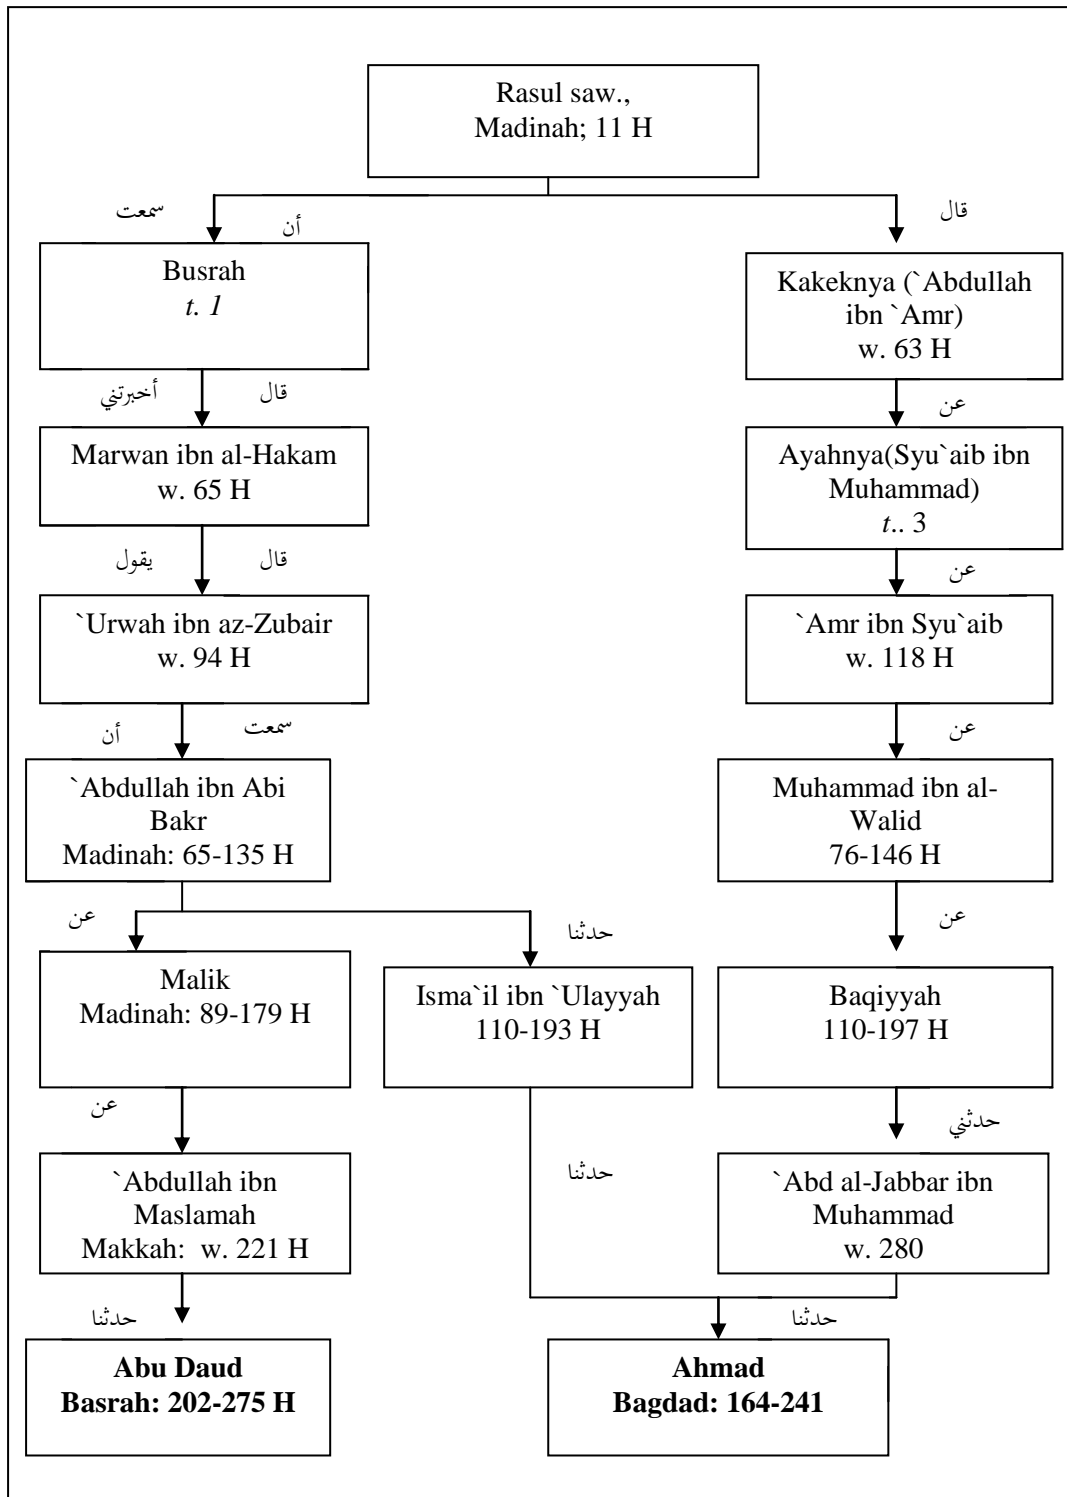 Rasul saw.,
Madinah; 11 H
سمعت
أن
قال
Busrah
t. 1
Kakeknya (`Abdullah
ibn `Amr)
w. 63 H
أخبرتني
قال
عن
Marwan ibn al-Hakam
w. 65 H
Ayahnya(Syu`aib ibn
Muhammad)
t.. 3
يقول
قال
عن
`Urwah ibn az-Zubair
w. 94 H
`Amr ibn Syu`aib
w. 118 H
أن
سمعت
عن
`Abdullah ibn Abi
Bakr
Madinah: 65-135 H
Muhammad ibn al-
Walid
76-146 H
عن
حدثنا
عن
Malik
Madinah: 89-179 H
Isma`il ibn `Ulayyah
110-193 H
Baqiyyah
110-197 H
عن
حدثني
`Abdullah ibn
Maslamah
Makkah: w. 221 H
حدثنا
`Abd al-Jabbar ibn
Muhammad
w. 280
حدثنا
حدثنا
Abu Daud
Basrah: 202-275 H
Ahmad
Bagdad: 164-241